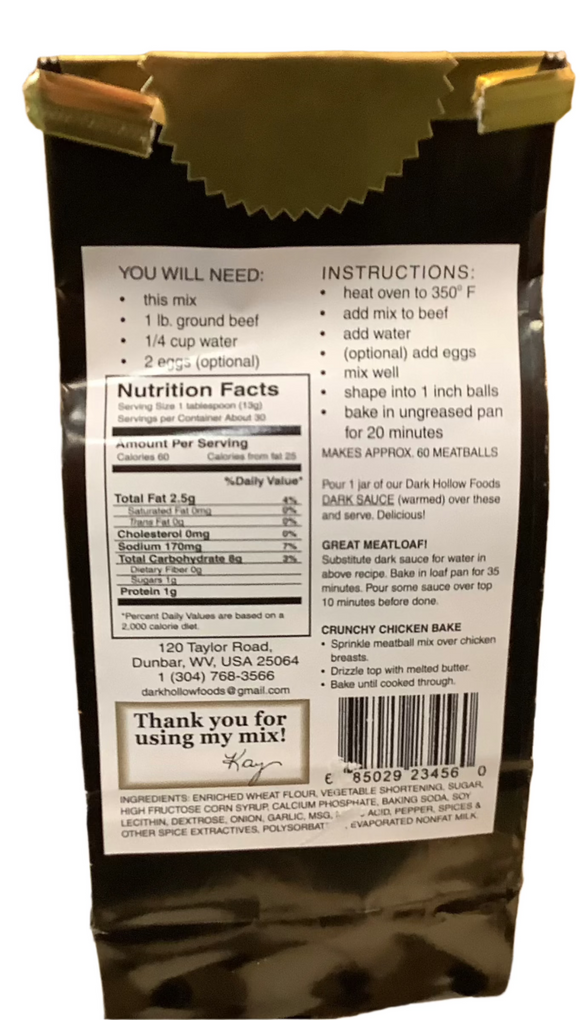 YOU WILL NEED:
• this mix
• 1 lb. ground beef
• 1/4 cup water
• 2 eggs (optional)
Nutrition Facts
Serving Size 1 tablespoon (13g)
Servings per Container About 30
Amount Per Serving
Calories 60 Calories from fat 25
%Daily Value*
Total Fat 2.5g 4%
Saturated Fat 0mg 0%
Trans Fat 0g 0%
Cholesterol 0mg 0%
Sodium 170mg 7%
Total Carbohydrate 8g 3%
Dietary Fiber 0g
Sugars 1g
Protein 1g
*Percent Daily Values are based on a
2,000 calorie diet.
120 Taylor Road,
Dunbar, WV, USA 25064
1 (304) 768-3566
darkhollowfoods@gmail.com
Thank you for
using my mix!
Kay
INSTRUCTIONS:
• heat oven to 350° F
• add mix to beef
• add water
• (optional) add eggs
• mix well
• shape into 1 inch balls
• bake in ungreased pan
for 20 minutes
MAKES APPROX. 60 MEATBALLS
Pour 1 jar of our Dark Hollow Foods
DARK SAUCE (warmed) over these
and serve. Delicious!
GREAT MEATLOAF!
Substitute dark sauce for water in
above recipe. Bake in loaf pan for 35
minutes. Pour some sauce over top
10 minutes before done.
CRUNCHY CHICKEN BAKE
• Sprinkle meatball mix over chicken
breasts.
• Drizzle top with melted butter.
• Bake until cooked through.
85029 23456 0
INGREDIENTS: ENRICHED WHEAT FLOUR, VEGETABLE SHORTENING, SUGAR,
HIGH FRUCTOSE CORN SYRUP, CALCIUM PHOSPHATE, BAKING SODA, SOY
LECITHIN, DEXTROSE, ONION, GARLIC, MSG, ACID, PEPPER, SPICES &
OTHER SPICE EXTRACTIVES, EVAPORATED NONFAT MILK.